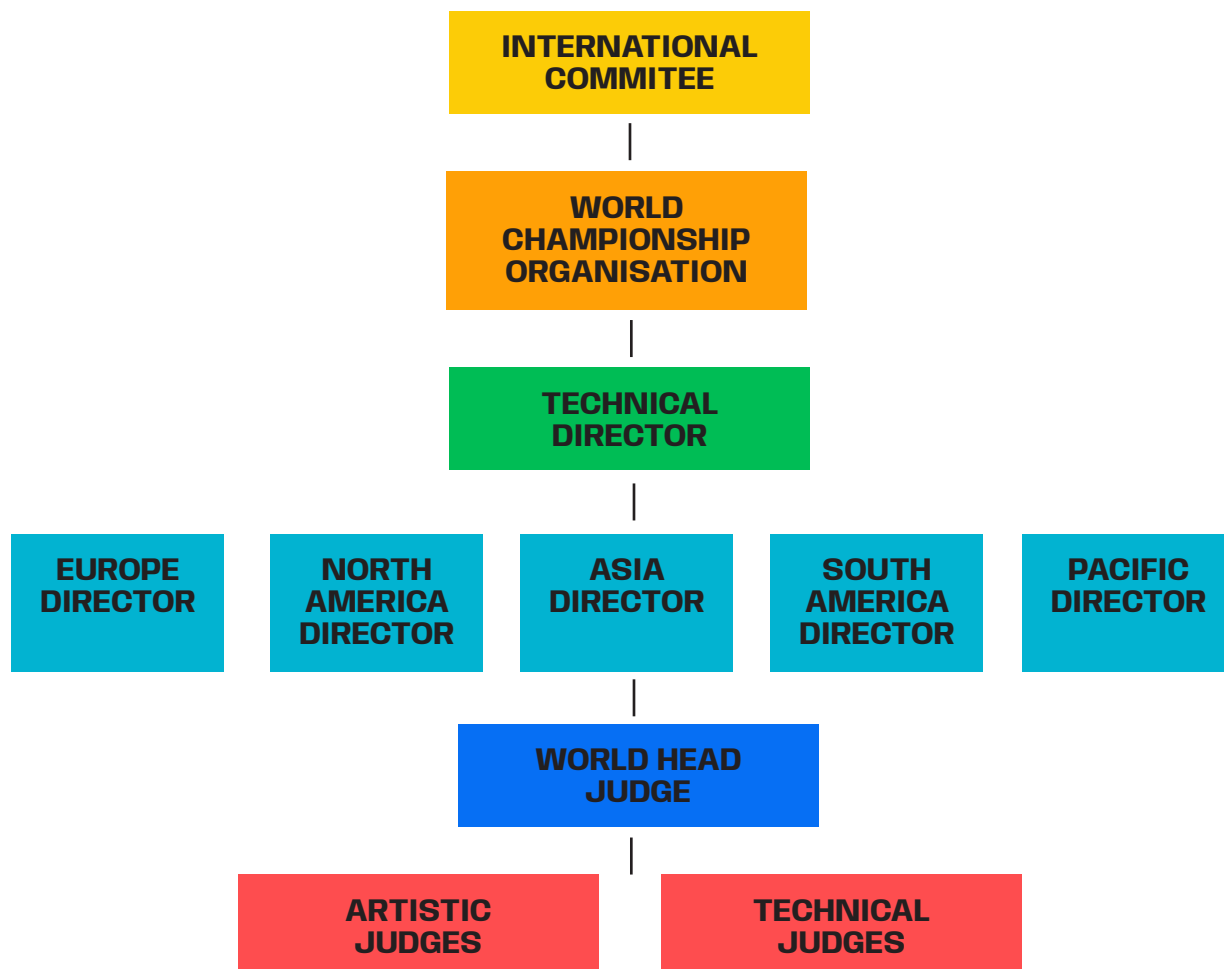 INTERNATIONAL
COMMITEE
WORLD
CHAMPIONSHIP
ORGANISATION
TECHNICAL
DIRECTOR
EUROPE
DIRECTOR
NORTH
AMERICA
DIRECTOR
ASIA
DIRECTOR
SOUTH
AMERICA
DIRECTOR
PACIFIC
DIRECTOR
WORLD HEAD
JUDGE
ARTISTIC
JUDGES
TECHNICAL
JUDGES